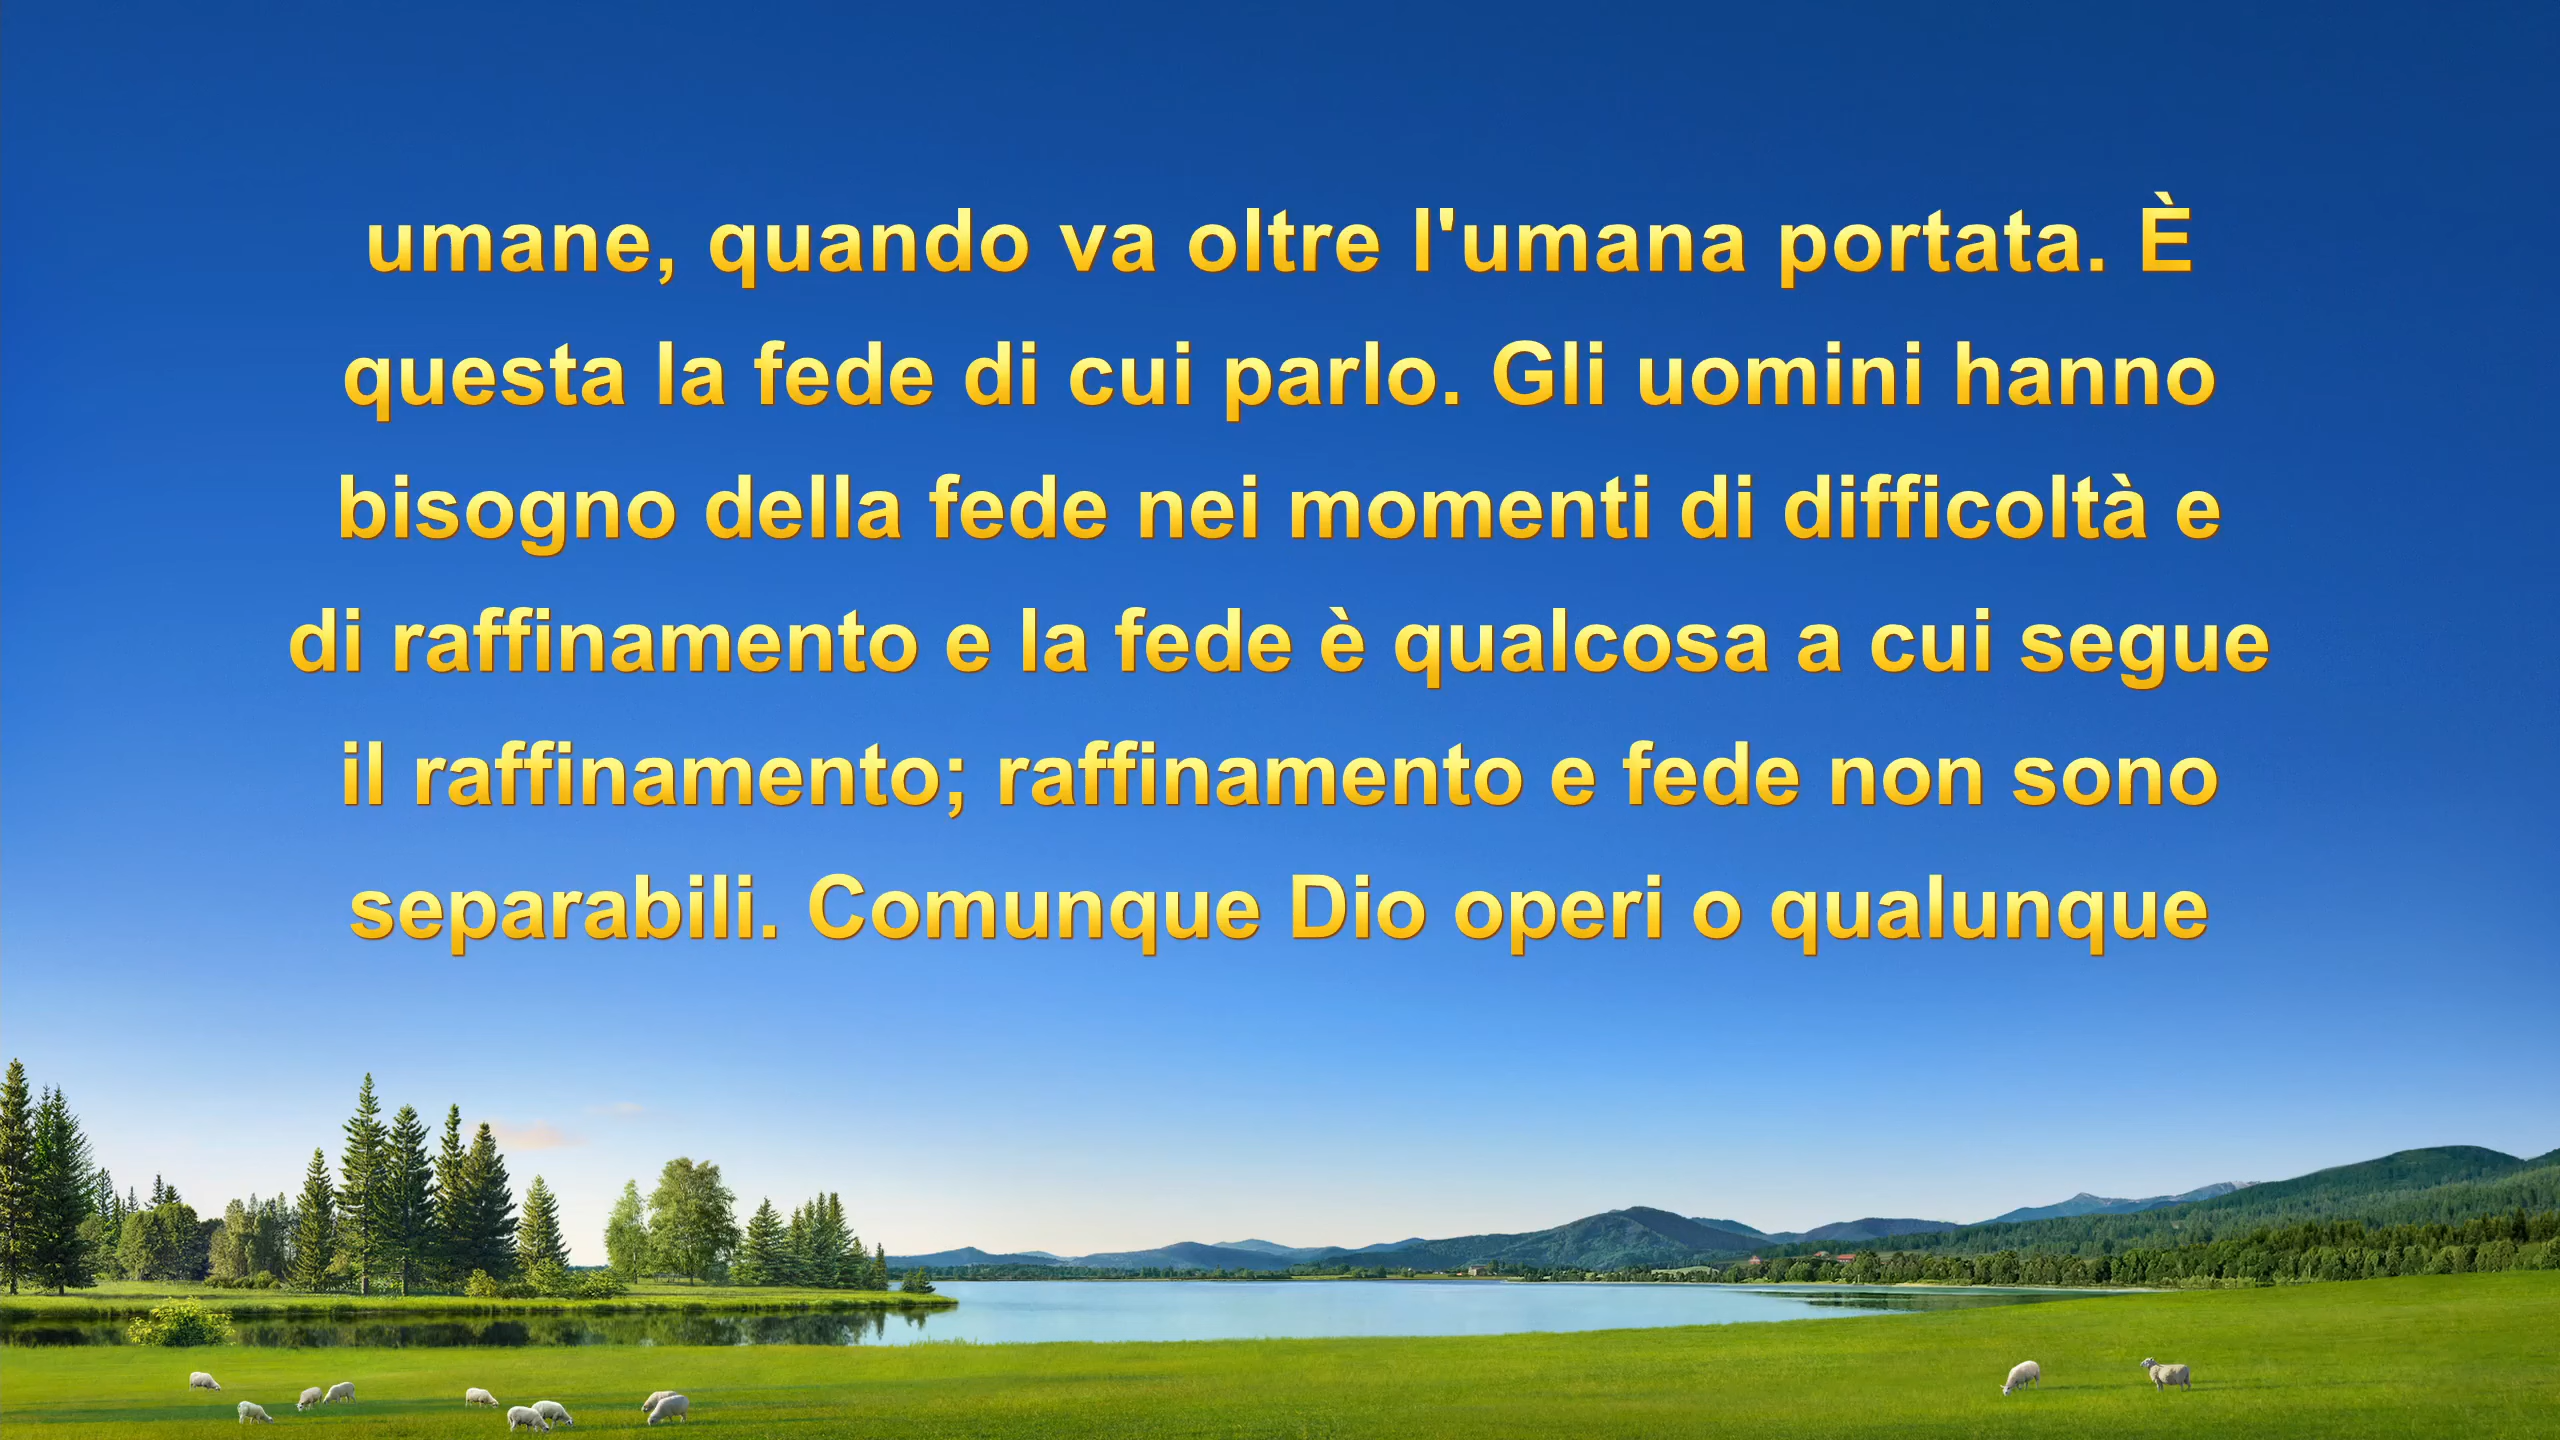 umane, quando va oltre l'umana portata. È
questa la fede di cui parlo. Gli uomini hanno
bisogno della fede nei momenti di difficoltà e
di raffinamento e la fede è qualcosa a cui segue
il raffinamento; raffinamento e fede non sono
separabili. Comunque Dio operi o qualunque